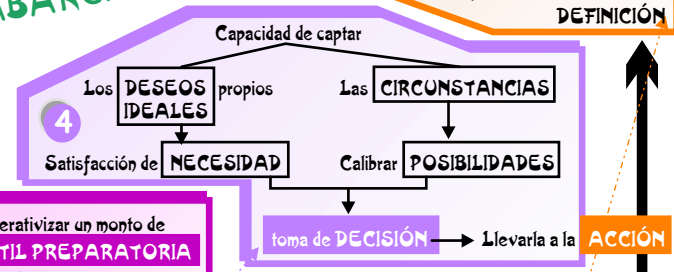 DEFINICIÓN
Capacidad de captar
Los DESEOS IDEALES propios
Las CIRCUNSTANCIAS
4
Satisfacción de NECESIDAD
Calibrar POSIBILIDADES
toma de DECISIÓN
Llevarla a la ACCIÓN
erativizar un monto de
TIL PREPARATORIA